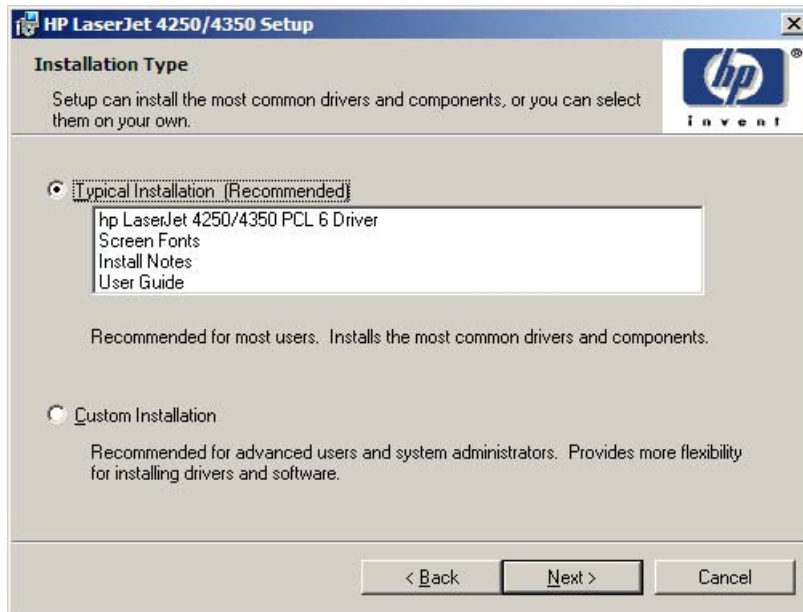 HP LaserJet 4250/4350 Setup
Installation Type
Setup can install the most common drivers and components, or you can select
them on your own.
hp
®
invent
Typical Installation (Recommended)
hp LaserJet 4250/4350 PCL 6 Driver
Screen Fonts
Install Notes
User Guide
Recommended for most users. Installs the most common drivers and components.
Custom Installation
Recommended for advanced users and system administrators. Provides more flexibility
for installing drivers and software.
< Back
Next >
Cancel